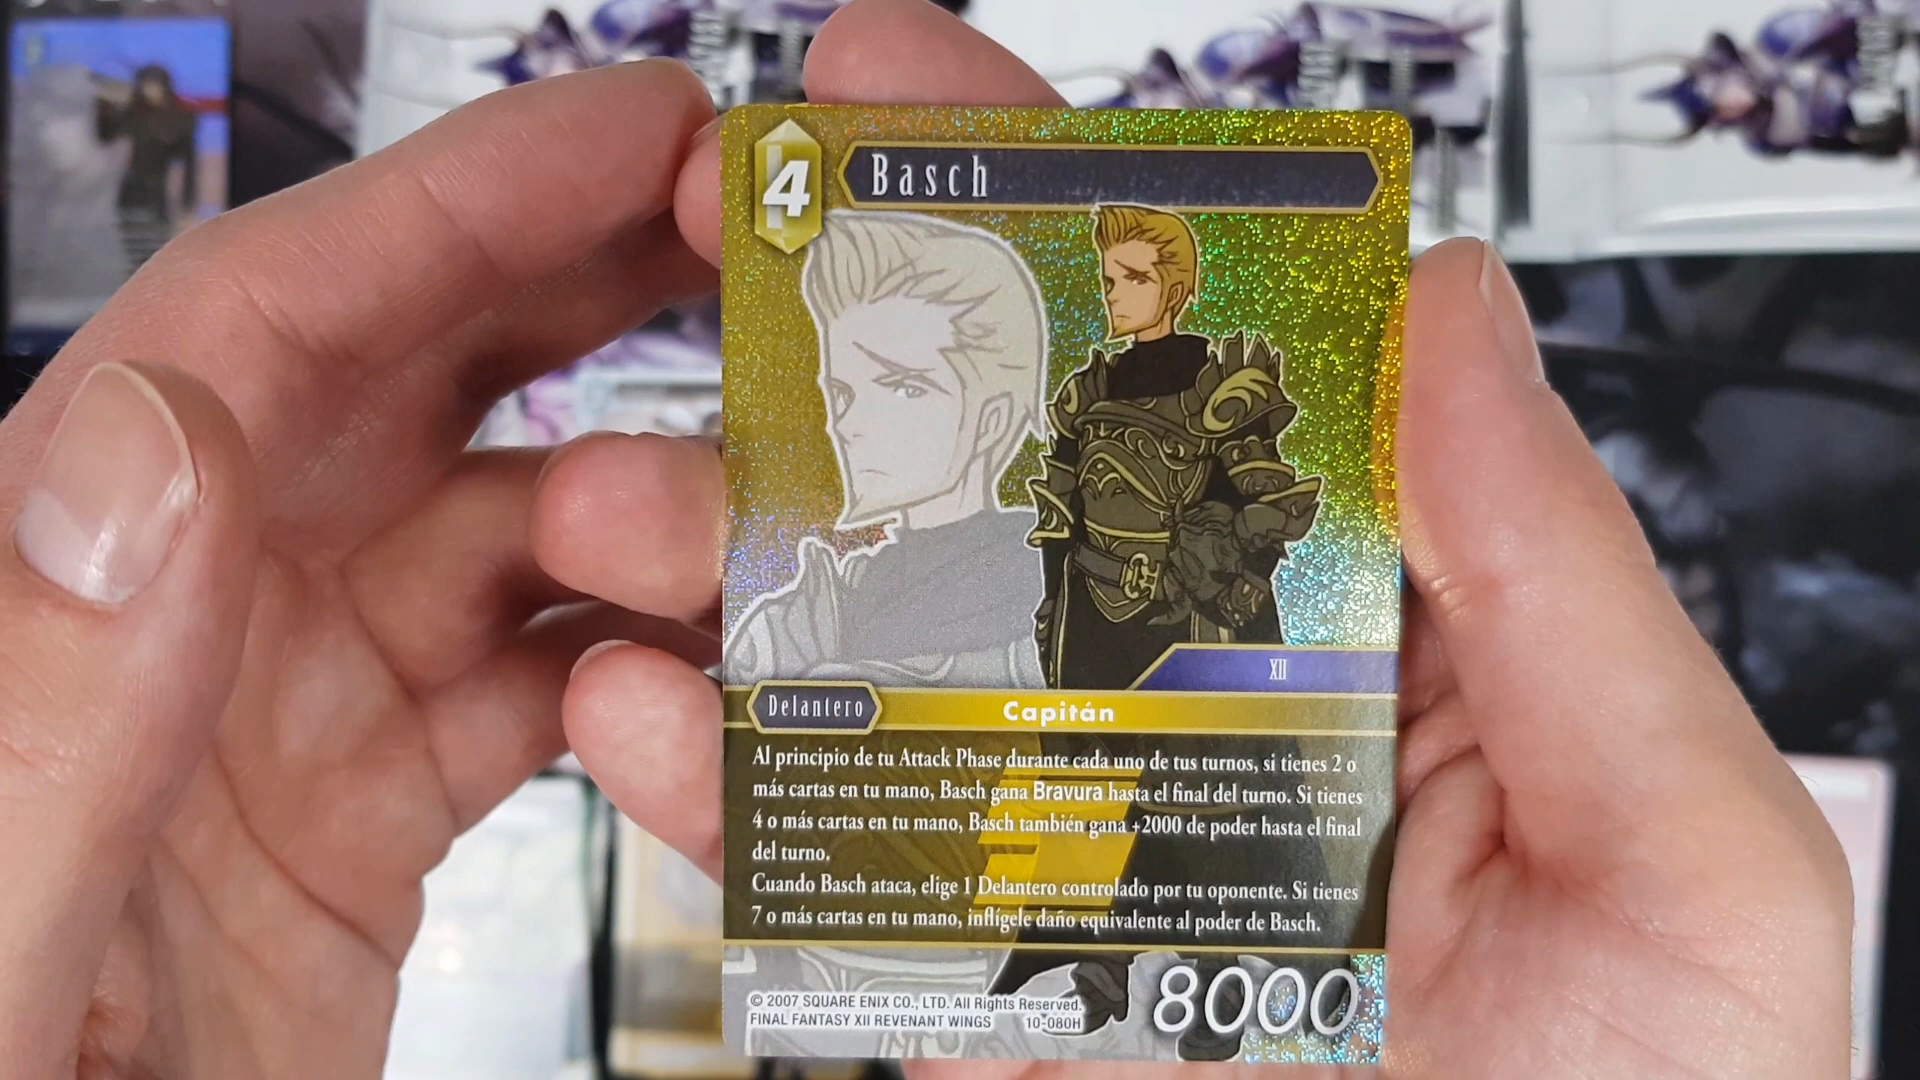 4
Basch
XII
Delantero
Capitán
Al principio de tu Attack Phase durante cada uno de tus turnos, si tienes 2 o
más cartas en tu mano, Basch gana Bravura hasta el final del turno. Si tienes
4 o más cartas en tu mano, Basch también gana +2000 de poder hasta el final
del turno.
Cuando Basch ataca, elige 1 Delantero controlado por tu oponente. Si tienes
7 o más cartas en tu mano, inflígele daño equivalente al poder de Basch.
8000
© 2007 SQUARE ENIX CO., LTD. All Rights Reserved.
FINAL FANTASY XII REVENANT WINGS 10-080H